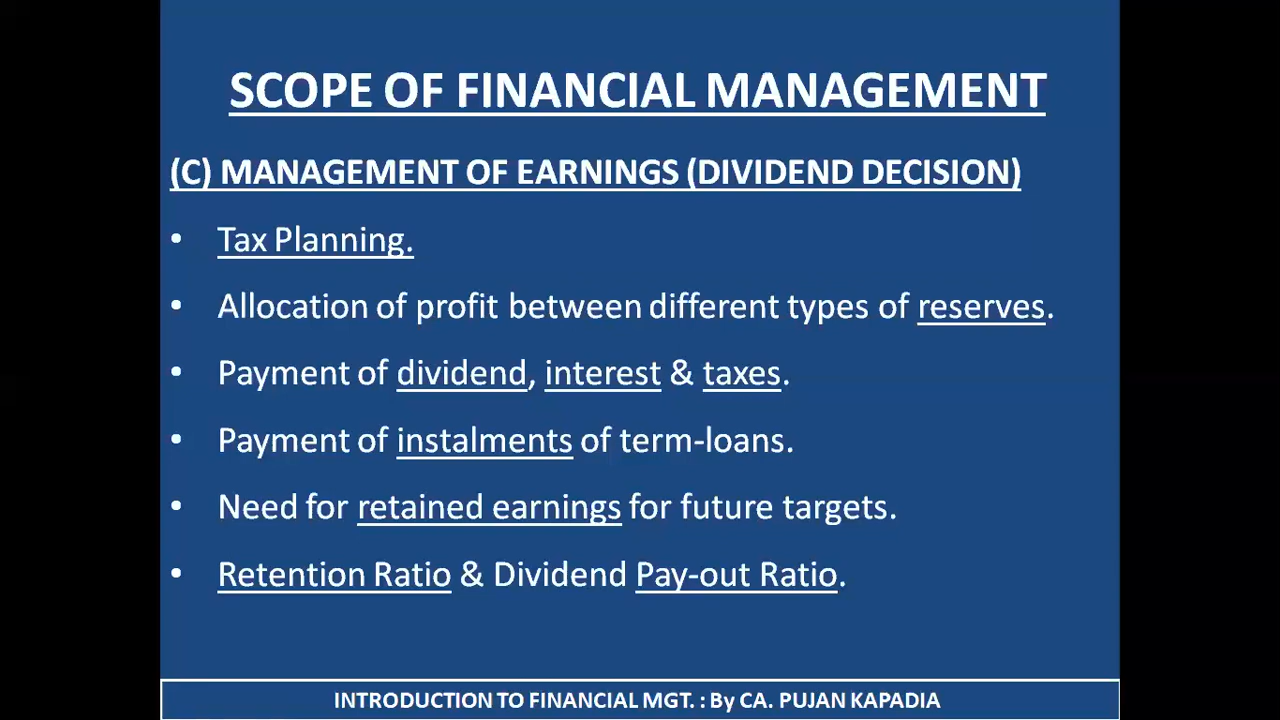 SCOPE OF FINANCIAL MANAGEMENT
(C) MANAGEMENT OF EARNINGS (DIVIDEND DECISION)
• Tax Planning.
• Allocation of profit between different types of reserves.
• Payment of dividend, interest & taxes.
• Payment of instalments of term-loans.
• Need for retained earnings for future targets.
• Retention Ratio & Dividend Pay-out Ratio.
INTRODUCTION TO FINANCIAL MGT. : By CA. PUJAN KAPADIA